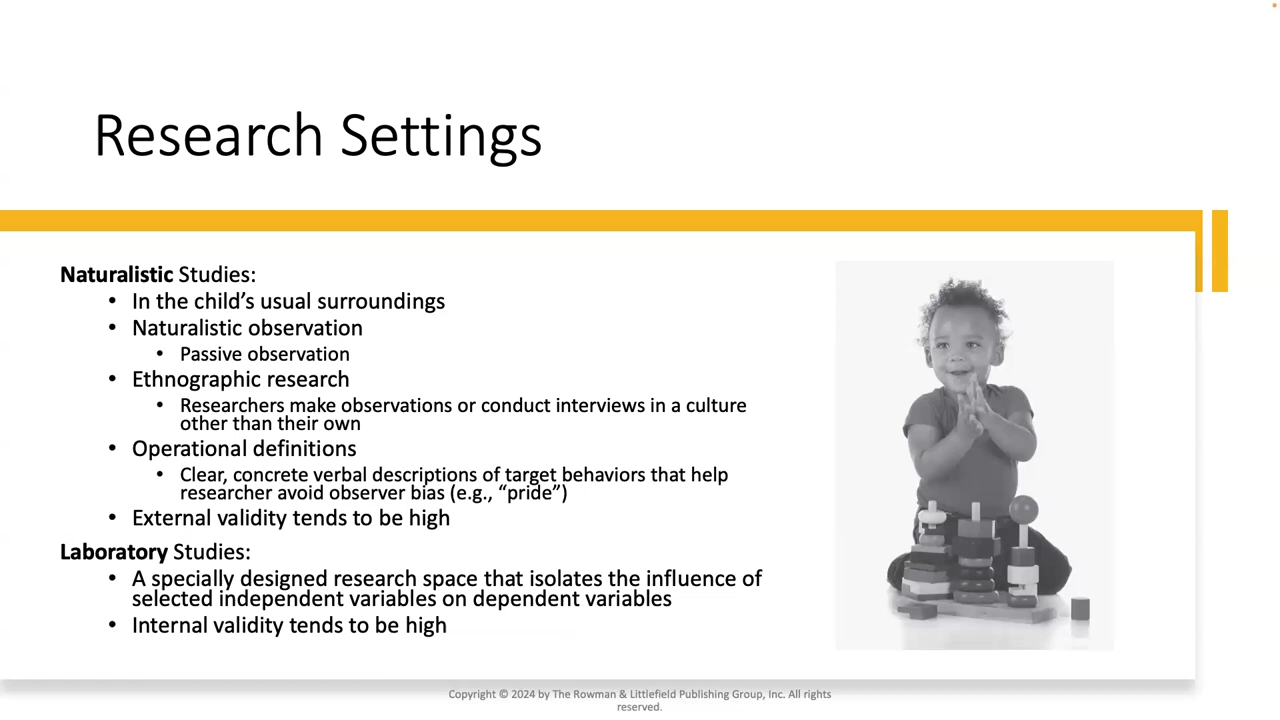 Research Settings
Naturalistic Studies:
• In the child’s usual surroundings
• Naturalistic observation
• Passive observation
• Ethnographic research
• Researchers make observations or conduct interviews in a culture
other than their own
• Operational definitions
• Clear, concrete verbal descriptions of target behaviors that help
researcher avoid observer bias (e.g., “pride”)
• External validity tends to be high
Laboratory Studies:
• A specially designed research space that isolates the influence of
selected independent variables on dependent variables
• Internal validity tends to be high
Copyright © 2024 by The Rowman & Littlefield Publishing Group, Inc. All rights
reserved.